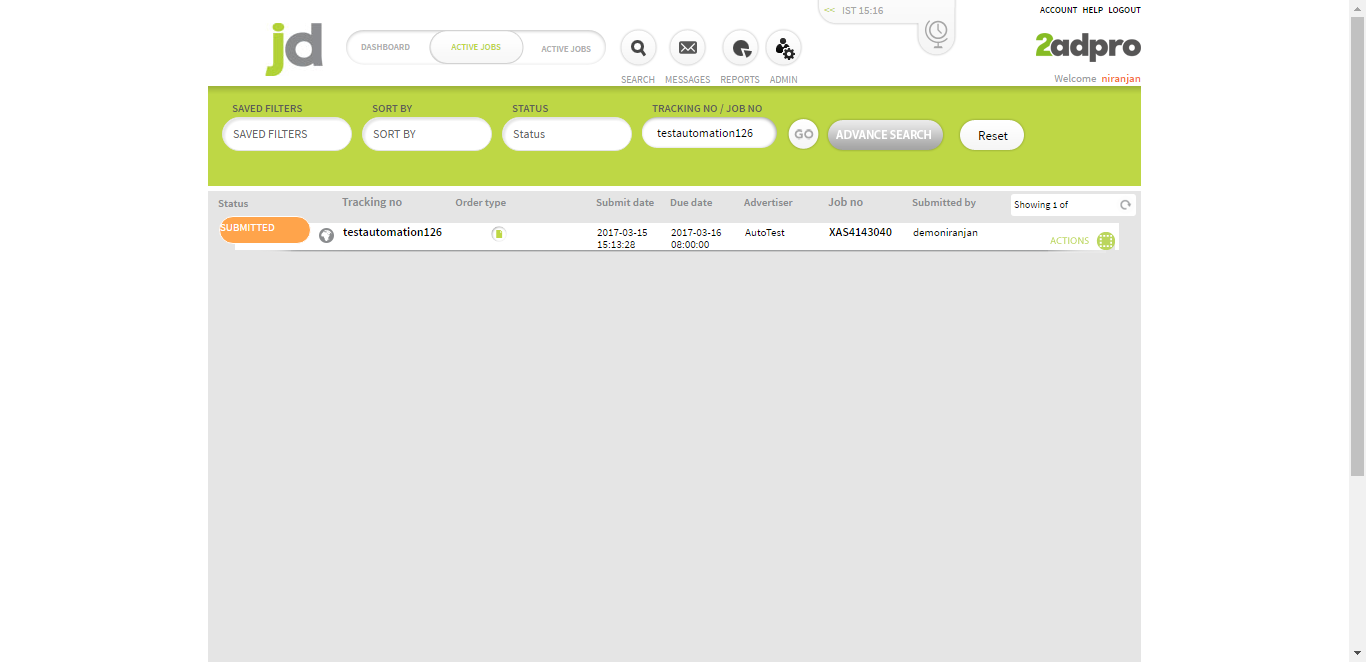 << IST 15:16
ACCOUNT HELP LOGOUT
jd
DASHBOARD ACTIVE JOBS ACTIVE JOBS
2adpro
SEARCH MESSAGES REPORTS ADMIN
Welcome niranjan
SAVED FILTERS SORT BY STATUS TRACKING NO / JOB NO
SAVED FILTERS SORT BY Status testautomation126 GO ADVANCE SEARCH Reset
Status Tracking no Order type Submit date Due date Advertiser Job no Submitted by Showing 1 of
SUBMITTED testautomation126 2017-03-15 2017-03-16 AutoTest XAS4143040 demoniranjan
15:13:28 08:00:00 ACTIONS